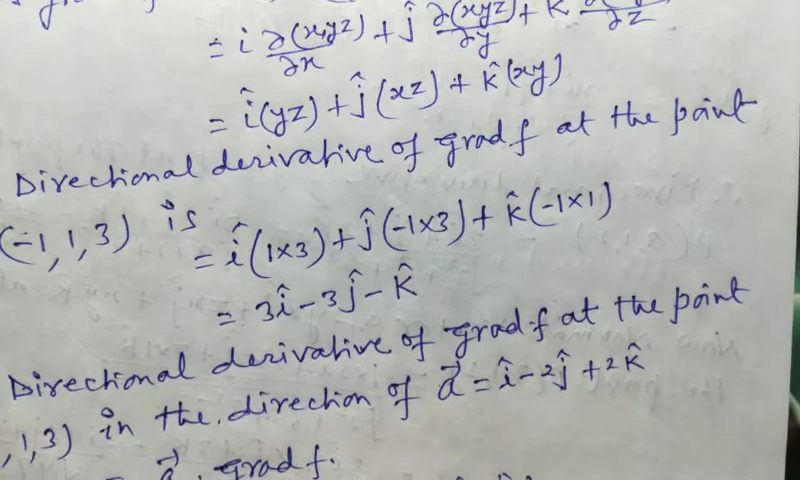 = i ∂(xyz)/∂x + ĵ ∂(xyz)/∂y + k
= î(yz) + ĵ(xz) + k̂(xy)
Directional derivative of grad f at the point
(-1, 1, 3) is
= î(1×3) + ĵ(-1×3) + k̂(-1×1)
= 3î - 3ĵ - k̂
Directional derivative of grad f at the point
, 1, 3) in the direction of a⃗ = î - 2ĵ + 2k̂
grad f.